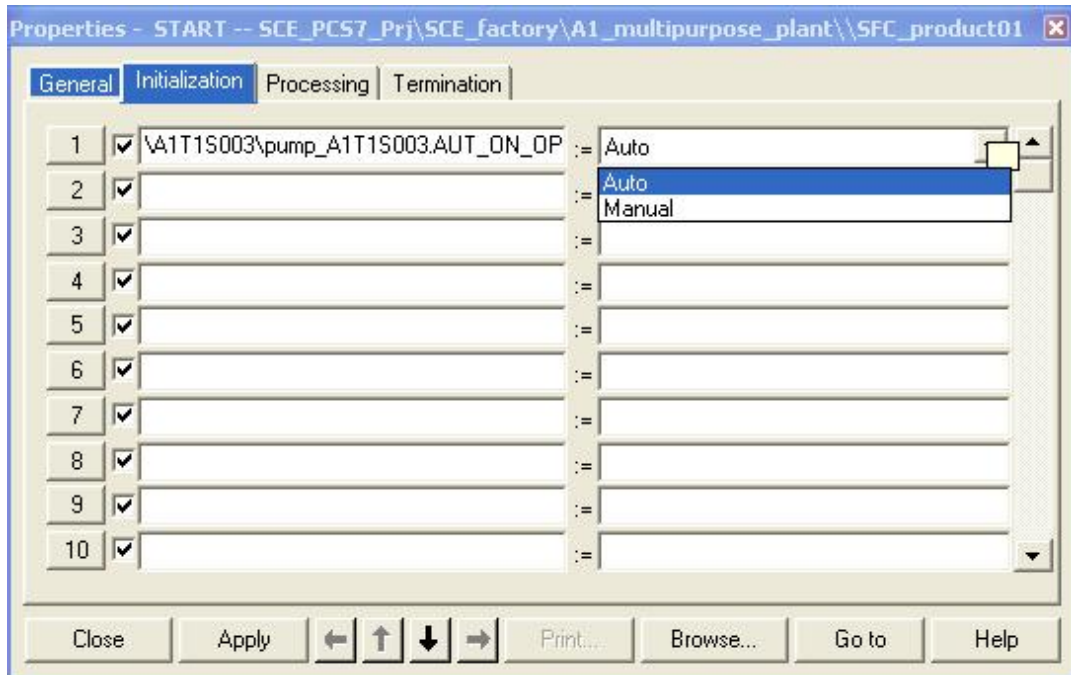 Properties - START -- SCE_PCS7_Prj\SCE_factory\A1_multipurpose_plant\\SFC_product01
General Initialization Processing Termination
1 \A1T1S003\pump_A1T1S003.AUT_ON_OP := Auto
Auto
2 :=
Manual
3 :=
4 :=
5 :=
6 :=
7 :=
8 :=
9 :=
10 :=
Close Apply Print... Browse... Go to Help